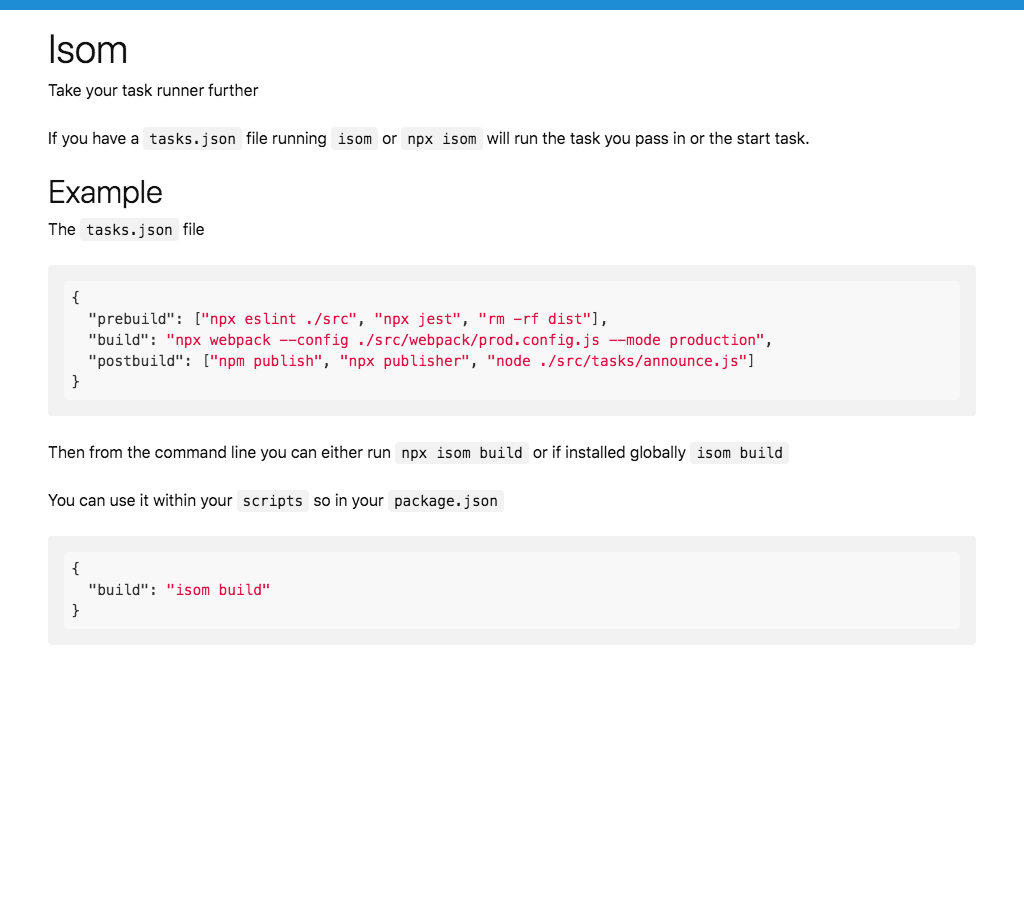 Isom
Take your task runner further
If you have a tasks.json file running isom or npx isom will run the task you pass in or the start task.
Example
The tasks.json file
{
  "prebuild": ["npx eslint ./src", "npx jest", "rm -rf dist"],
  "build": "npx webpack --config ./src/webpack/prod.config.js --mode production",
  "postbuild": ["npm publish", "npx publisher", "node ./src/tasks/announce.js"]
}
Then from the command line you can either run npx isom build or if installed globally isom build
You can use it within your scripts so in your package.json
{
  "build": "isom build"
}